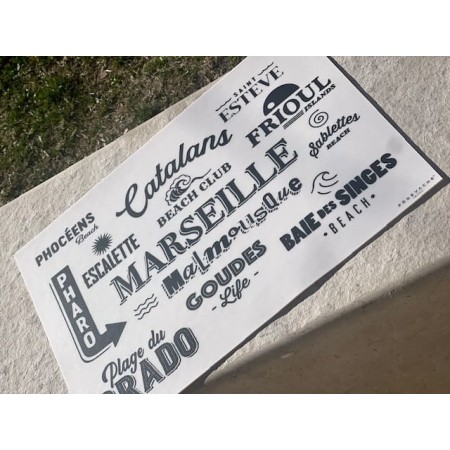 SAINT
ESTÈVE
FRIOUL
ISLANDS
Sablettes
BEACH
Catalans
BEACH CLUB
MARSEILLE
Malmousque
BAIE DES SINGES
• BEACH •
PHOCÉENS
Beach
ESCALETTE
PHARO
GOUDES
- Life -
Plage du
PRADO